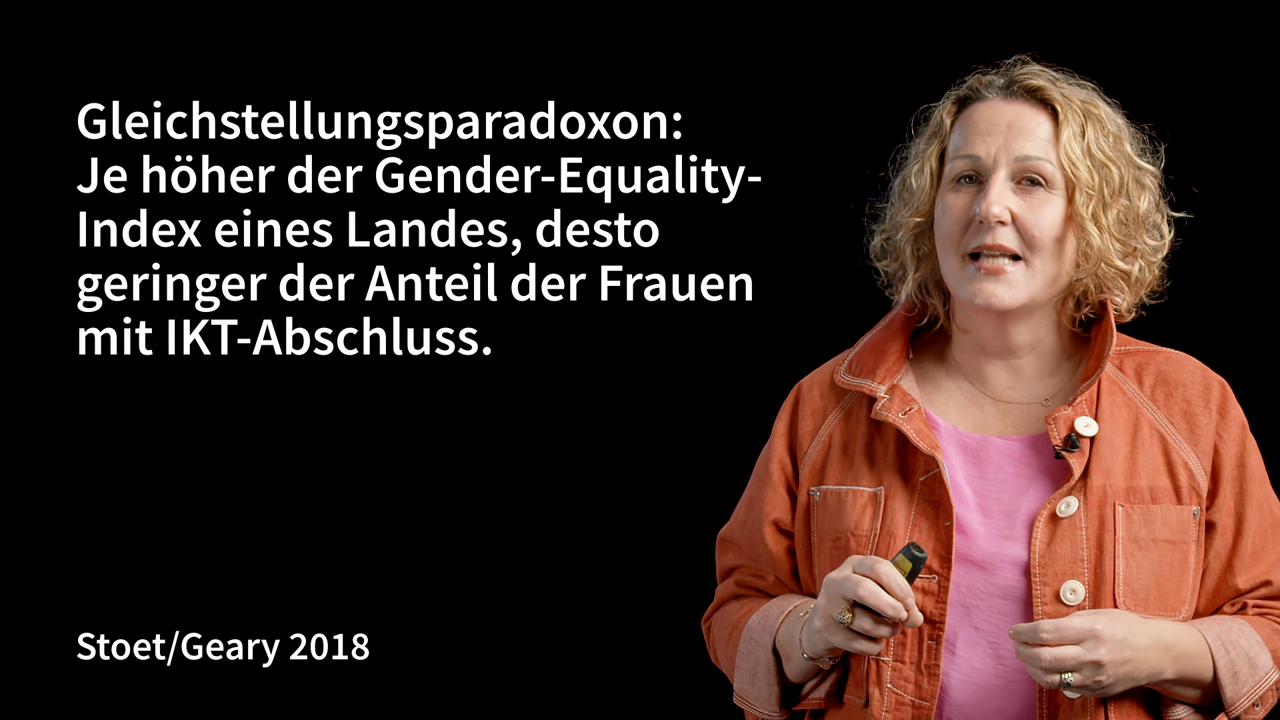 Gleichstellungsparadoxon:
Je höher der Gender-Equality-
Index eines Landes, desto
geringer der Anteil der Frauen
mit IKT-Abschluss.
Stoet/Geary 2018